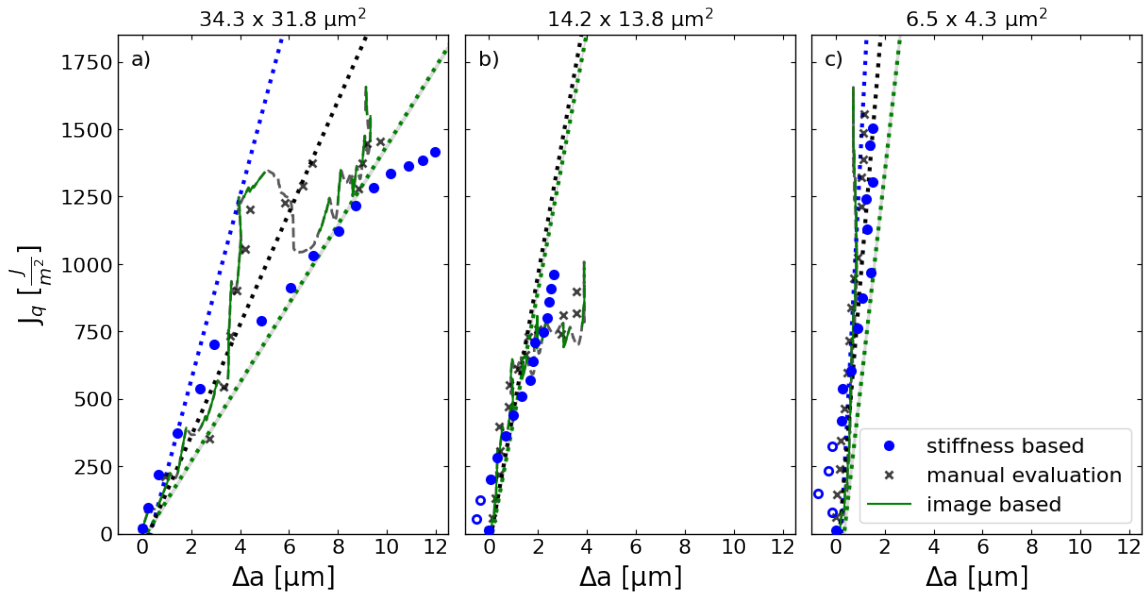 34.3 x 31.8 μm²
14.2 x 13.8 μm²
6.5 x 4.3 μm²
a)
b)
c)
1750
1500
1250
1000
750
500
250
0
J_q [J/m²]
0 2 4 6 8 10 12
0 2 4 6 8 10 12
0 2 4 6 8 10 12
Δa [μm]
Δa [μm]
Δa [μm]
stiffness based
manual evaluation
image based